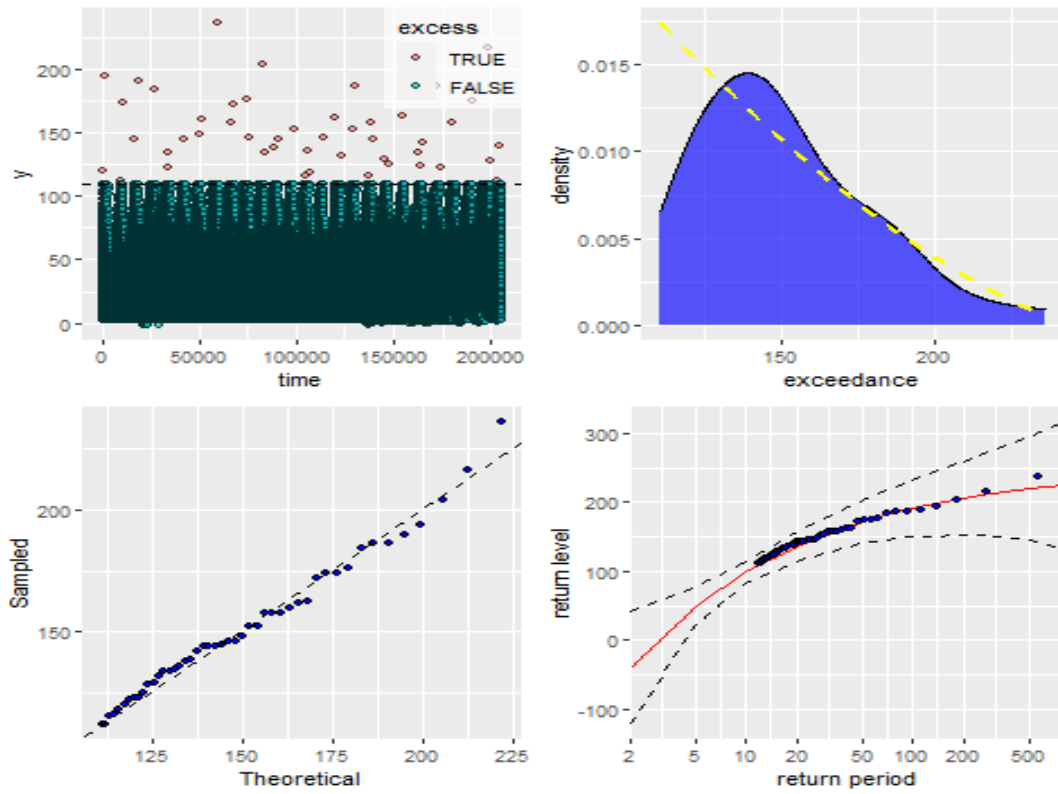 excess
TRUE
FALSE
200
150
100
50
0
y
0 50000 100000 150000 200000
time
0.015
0.010
0.005
0.000
density
150 200
exceedance
200
150
Sampled
125 150 175 200 225
Theoretical
300
200
100
0
-100
return level
2 5 10 20 50 100 200 500
return period